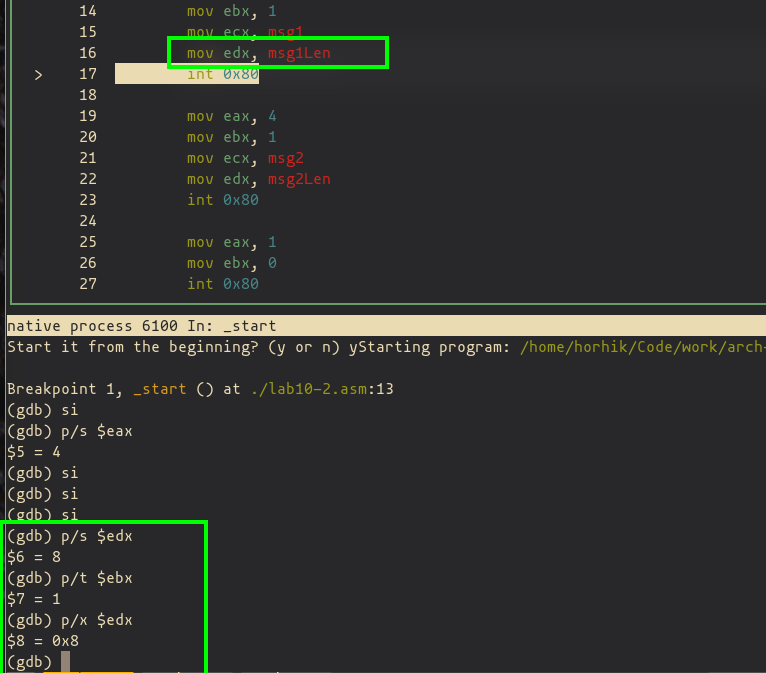 14 mov ebx, 1
15 mov ecx, msg1
16 mov edx, msg1Len
> 17 int 0x80
18
19 mov eax, 4
20 mov ebx, 1
21 mov ecx, msg2
22 mov edx, msg2Len
23 int 0x80
24
25 mov eax, 1
26 mov ebx, 0
27 int 0x80
native process 6100 In: _start
Start it from the beginning? (y or n) yStarting program: /home/horhik/Code/work/arch-
Breakpoint 1, _start () at ./lab10-2.asm:13
(gdb) si
(gdb) p/s $eax
$5 = 4
(gdb) si
(gdb) si
(gdb) si
(gdb) p/s $edx
$6 = 8
(gdb) p/t $ebx
$7 = 1
(gdb) p/x $edx
$8 = 0x8
(gdb)